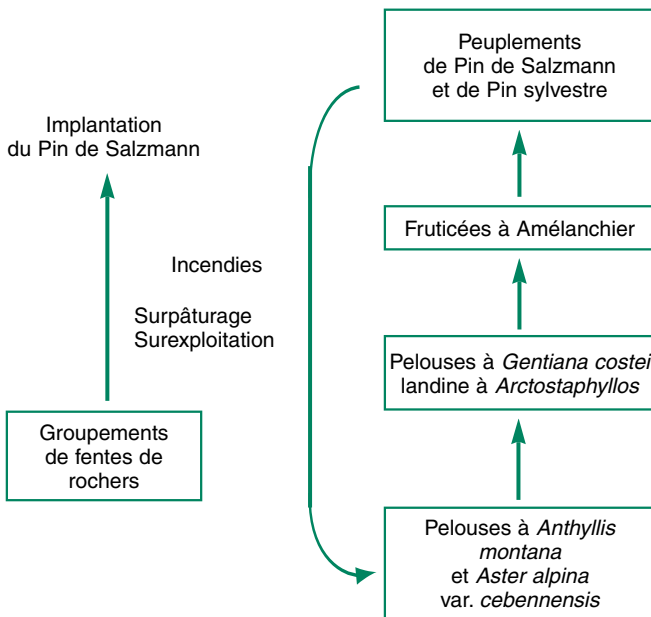 Peuplements
de Pin de Salzmann
et de Pin sylvestre
Implantation
du Pin de Salzmann
Fruticées à Amélanchier
Incendies
Surpâturage
Surexploitation
Pelouses à Gentiana costei
landine à Arctostaphyllos
Groupements
de fentes de
rochers
Pelouses à Anthyllis
montana
et Aster alpina
var. cebennensis